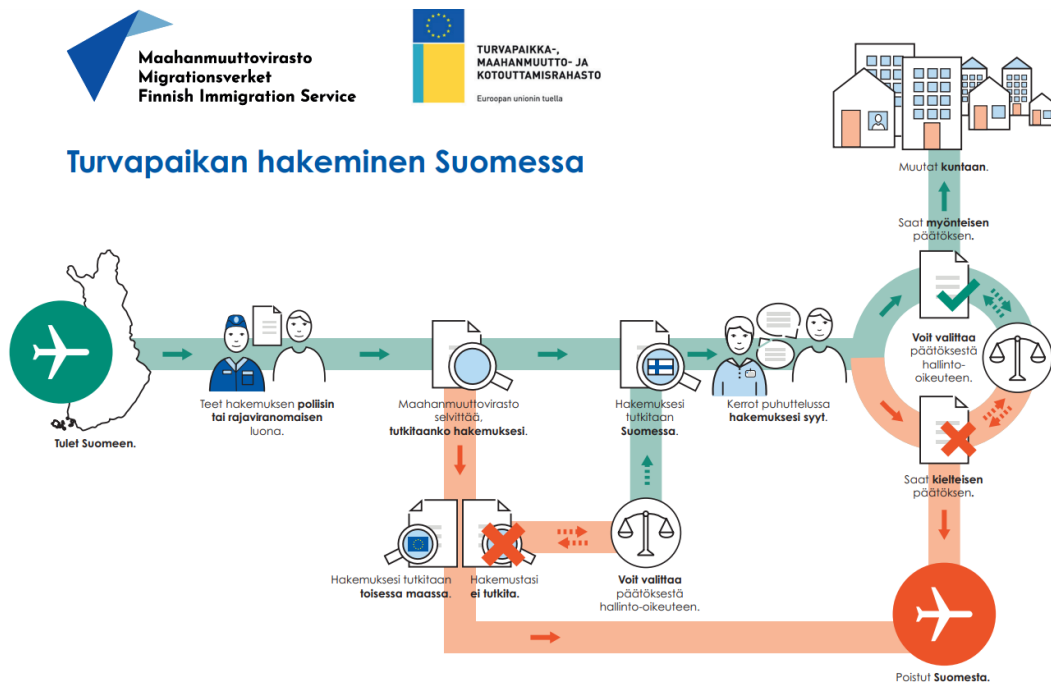 Maahanmuuttovirasto
Migrationsverket
Finnish Immigration Service
TURVAPAIKKA-,
MAAHANMUUTTO- JA
KOTOUTTAMISRAHASTO
Euroopan unionin tuella
Turvapaikan hakeminen Suomessa
Muutat kuntaan.
Saat myönteisen
päätöksen.
Tulet Suomeen.
Teet hakemuksen poliisin
tai rajaviranomaisen
luona.
Maahanmuuttovirasto
selvittää,
tutkitaanko hakemuksesi.
Hakemuksesi
tutkitaan
Suomessa.
Kerrot puhuttelussa
hakemuksesi syyt.
Voit valittaa
päätöksestä
hallinto-
oikeuteen.
Saat kielteisen
päätöksen.
Hakemuksesi tutkitaan
toisessa maassa.
Hakemustasi
ei tutkita.
Voit valittaa
päätöksestä
hallinto-oikeuteen.
Poistut Suomesta.